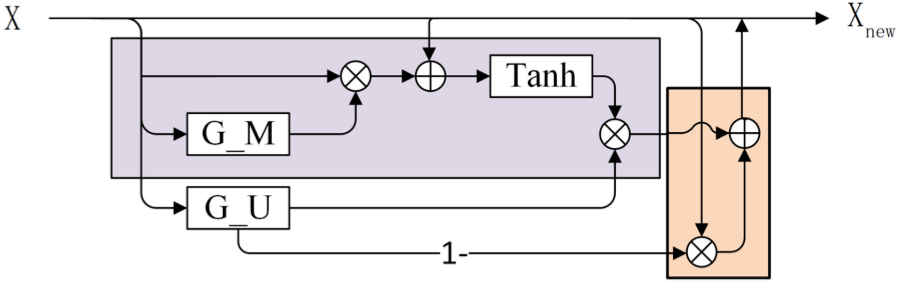 X
X_new
Tanh
G_M
G_U
1-